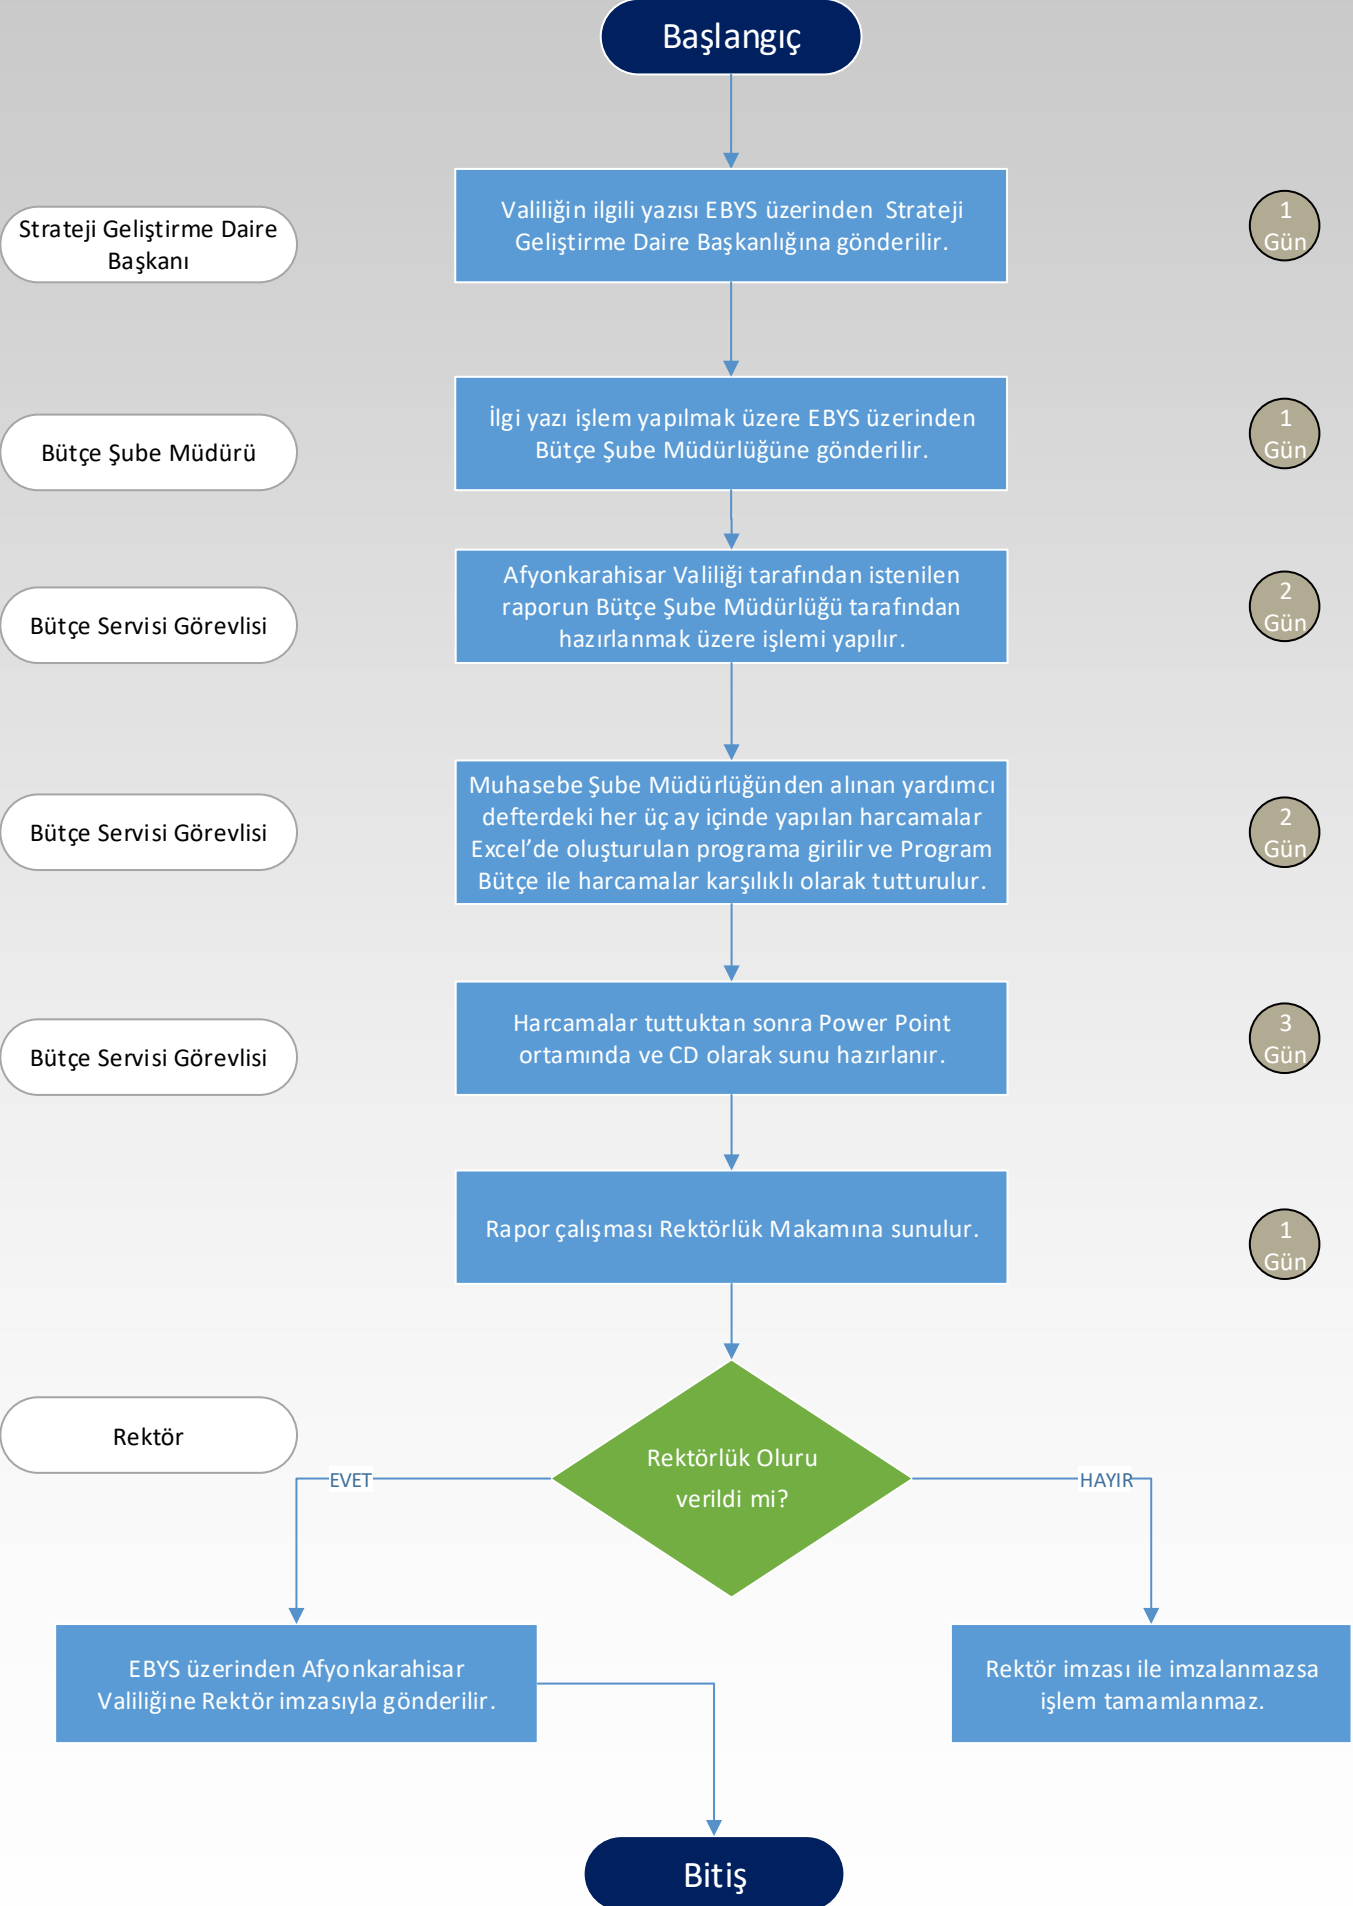 Başlangıç
Strateji Geliştirme Daire
Başkanı
Valiliğin ilgili yazısı EBYS üzerinden Strateji
Geliştirme Daire Başkanlığına gönderilir.
1
Gün
Bütçe Şube Müdürü
İlgi yazı işlem yapılmak üzere EBYS üzerinden
Bütçe Şube Müdürlüğüne gönderilir.
1
Gün
Bütçe Servisi Görevlisi
Afyonkarahisar Valiliği tarafından istenilen
raporun Bütçe Şube Müdürlüğü tarafından
hazırlanmak üzere işlemi yapılır.
2
Gün
Bütçe Servisi Görevlisi
Muhasebe Şube Müdürlüğünden alınan yardımcı
defterdeki her üç ay içinde yapılan harcamalar
Excel’de oluşturulan programa girilir ve Program
Bütçe ile harcamalar karşılıklı olarak tutturulur.
2
Gün
Bütçe Servisi Görevlisi
Harcamalar tuttuktan sonra Power Point
ortamında ve CD olarak sunu hazırlanır.
3
Gün
Rapor çalışması Rektörlük Makamına sunulur.
1
Gün
Rektör
Rektörlük Oluru
verildi mi?
EVET
HAYIR
EBYS üzerinden Afyonkarahisar
Valiliğine Rektör imzasıyla gönderilir.
Rektör imzası ile imzalanmazsa
işlem tamamlanmaz.
Bitiş